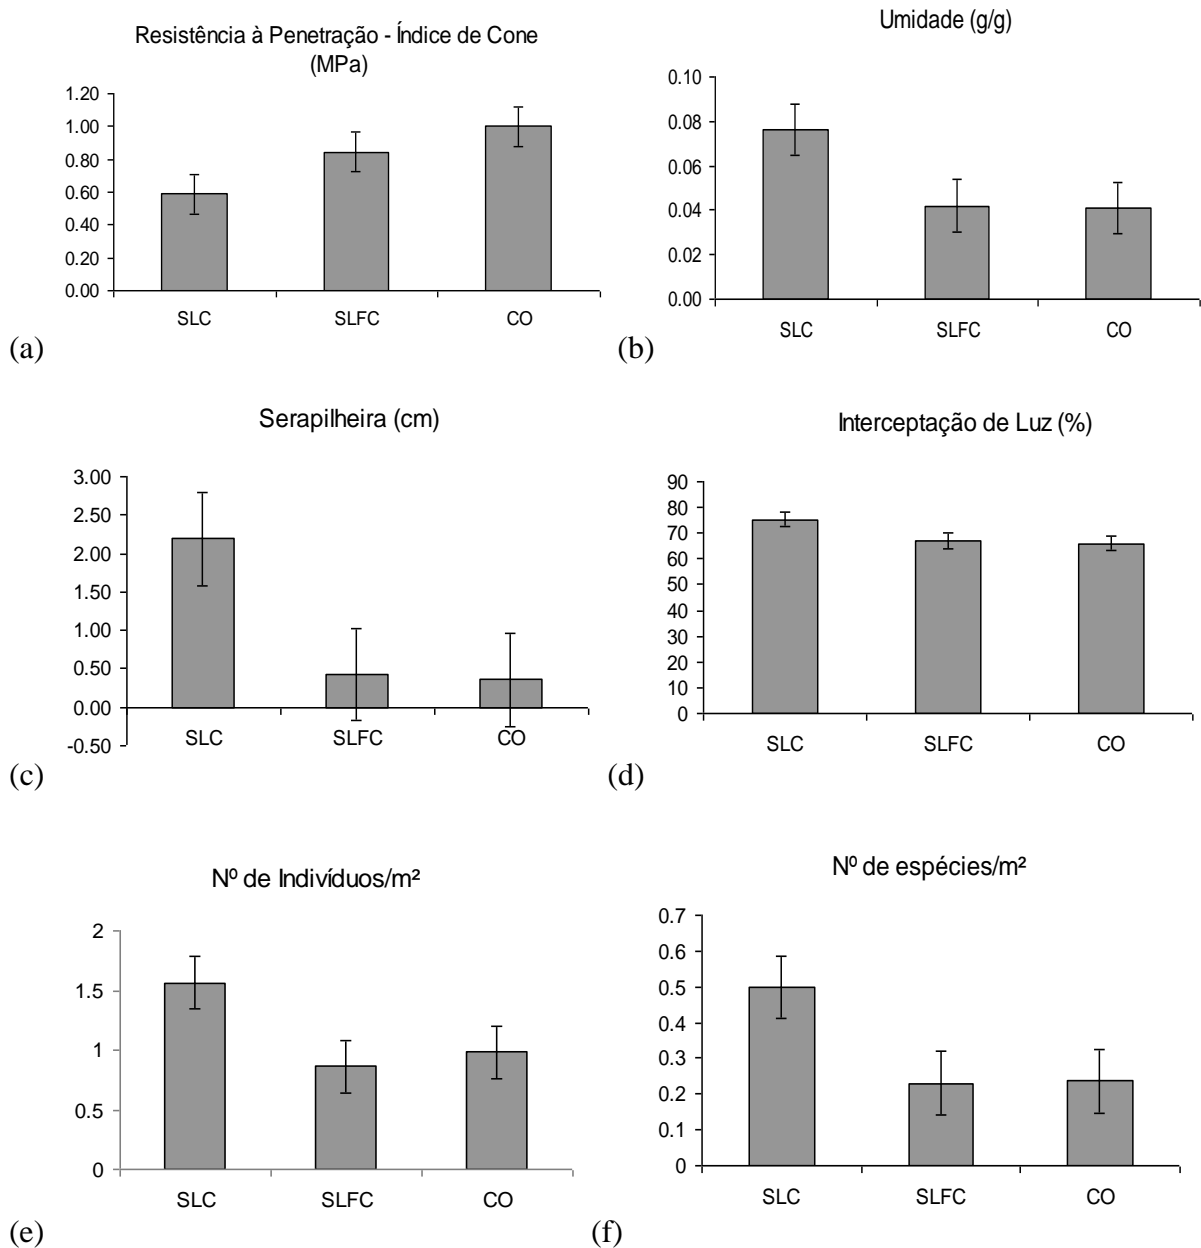 Resistência à Penetração - Índice de Cone
(MPa)
1.20
1.00
0.80
0.60
0.40
0.20
0.00
SLC SLFC CO
(a)
Umidade (g/g)
0.10
0.08
0.06
0.04
0.02
0.00
SLC SLFC CO
(b)
Serapilheira (cm)
3.00
2.50
2.00
1.50
1.00
0.50
0.00
-0.50
SLC SLFC CO
(c)
Interceptação de Luz (%)
90
80
70
60
50
40
30
20
10
0
SLC SLFC CO
(d)
Nº de Indivíduos/m²
2
1.5
1
0.5
0
SLC SLFC CO
(e)
Nº de espécies/m²
0.7
0.6
0.5
0.4
0.3
0.2
0.1
0
SLC SLFC CO
(f)